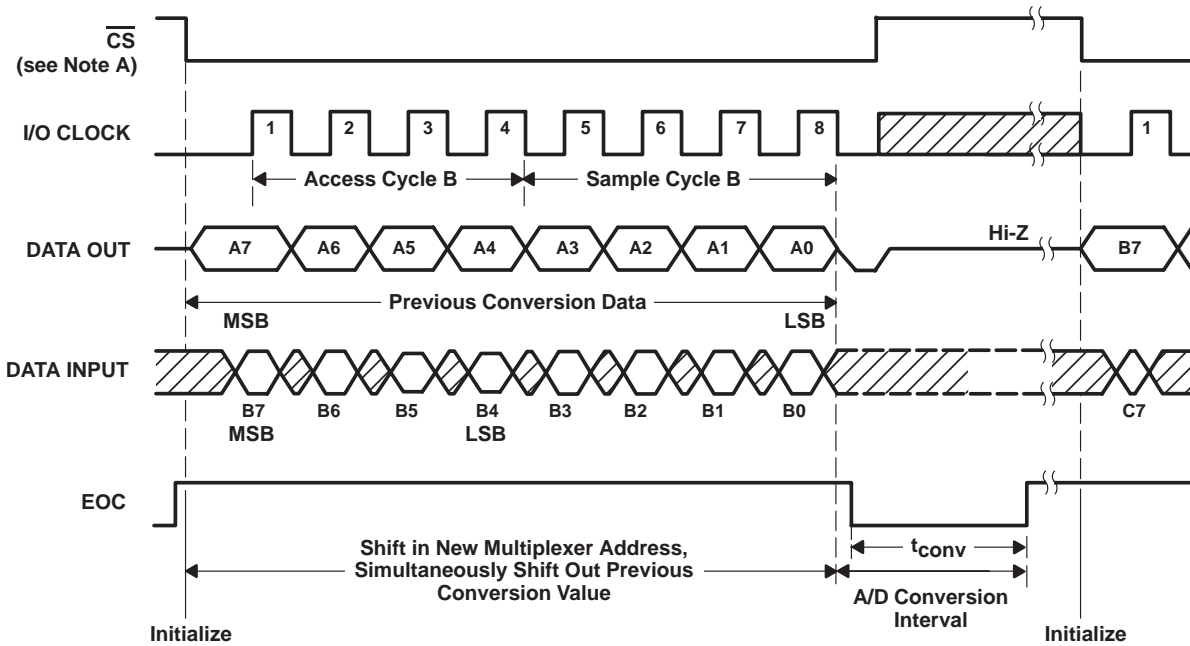 CS
(see Note A)
I/O CLOCK
1 2 3 4 5 6 7 8 1
Access Cycle B Sample Cycle B
DATA OUT
A7 A6 A5 A4 A3 A2 A1 A0 Hi-Z B7
Previous Conversion Data
MSB LSB
DATA INPUT
B7 B6 B5 B4 B3 B2 B1 B0 C7
MSB LSB
EOC
Shift in New Multiplexer Address,
Simultaneously Shift Out Previous
Conversion Value
tconv
A/D Conversion
Interval
Initialize Initialize